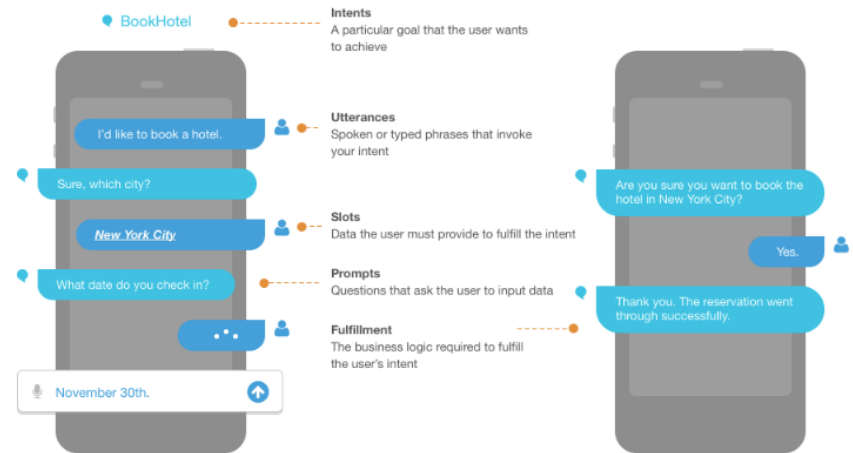 BookHotel
Intents
A particular goal that the user wants
to achieve
I'd like to book a hotel.
Utterances
Spoken or typed phrases that invoke
your intent
Sure, which city?
New York City
Slots
Data the user must provide to fulfill the intent
What date do you check in?
Prompts
Questions that ask the user to input data
Fulfillment
The business logic required to fulfill
the user's intent
November 30th.
Are you sure you want to book the
hotel in New York City?
Yes.
Thank you. The reservation went
through successfully.